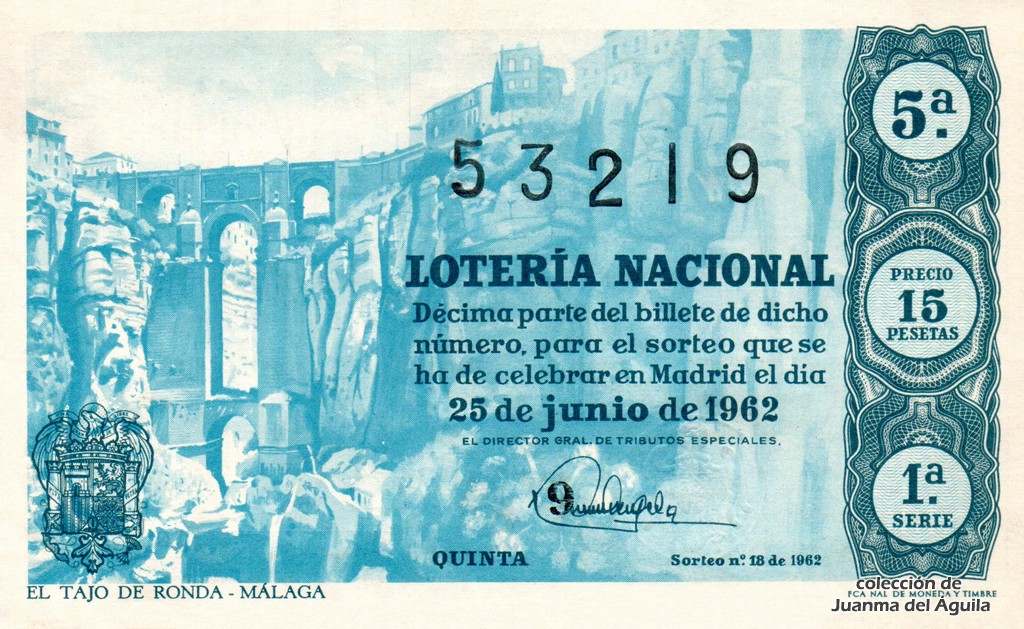 53219
5ª.
LOTERÍA NACIONAL
Décima parte del billete de dicho
número, para el sorteo que se
ha de celebrar en Madrid el día
25 de junio de 1962
EL DIRECTOR GRAL. DE TRIBUTOS ESPECIALES,
PRECIO
15
PESETAS
9
1ª.
SERIE
QUINTA
Sorteo nº. 18 de 1962
EL TAJO DE RONDA - MÁLAGA
FCA NAL DE MONEDA Y TIMBRE
colección de
Juanma del Águila